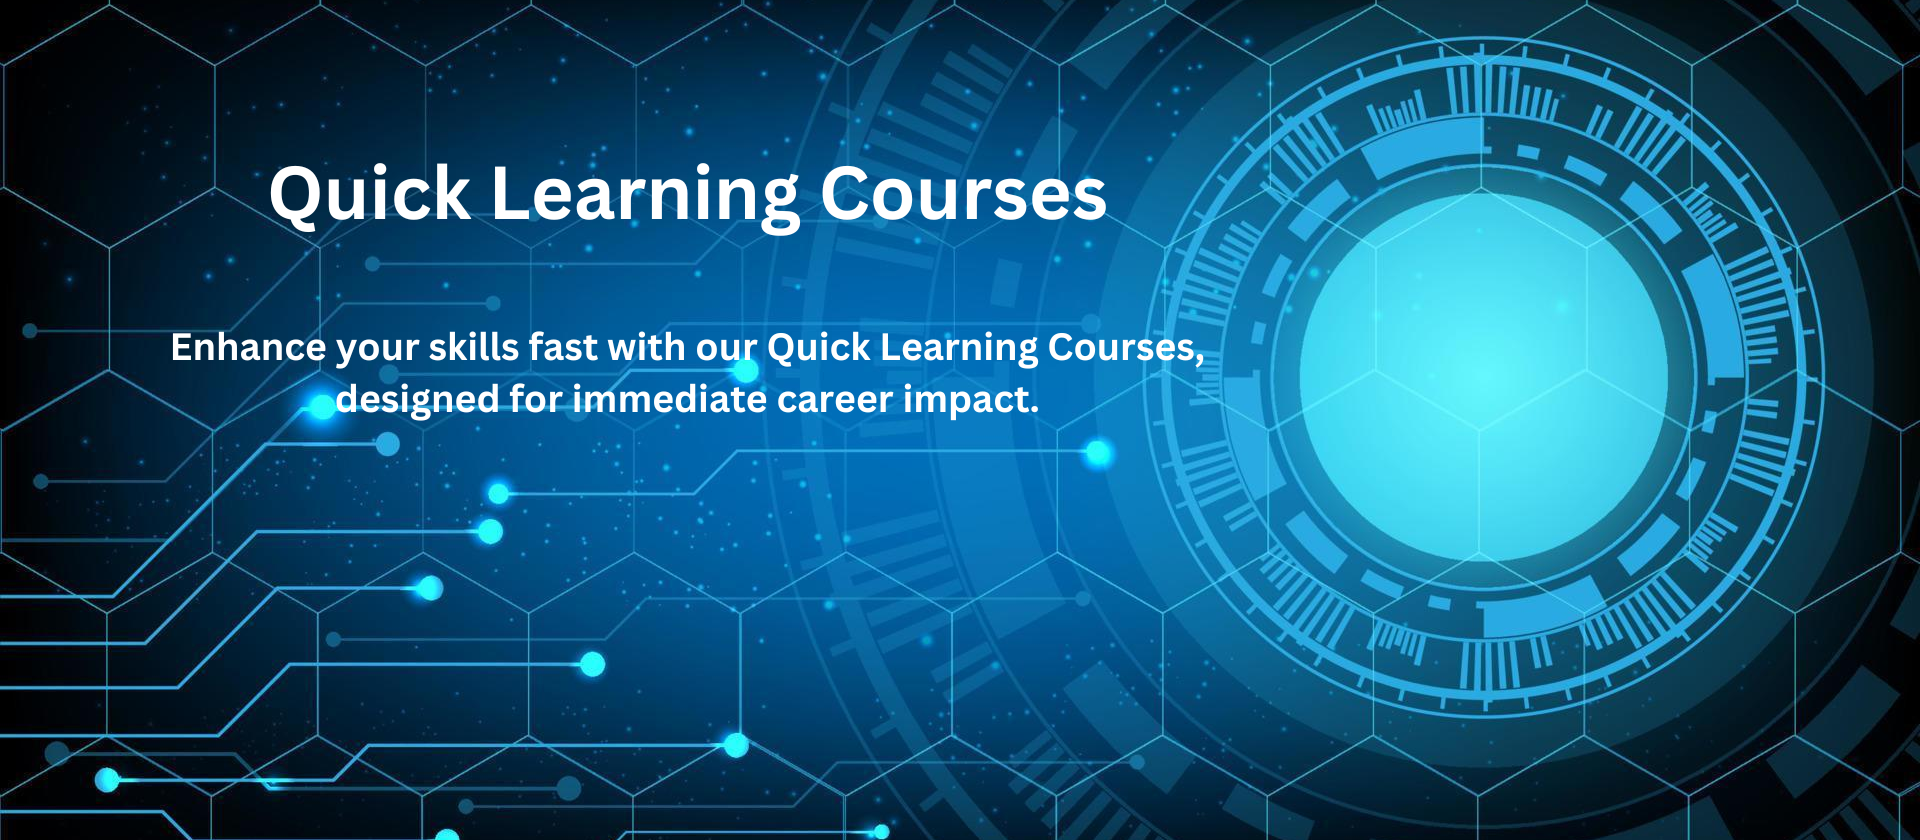 Quick Learning Courses
Enhance your skills fast with our Quick Learning Courses,
designed for immediate career impact.